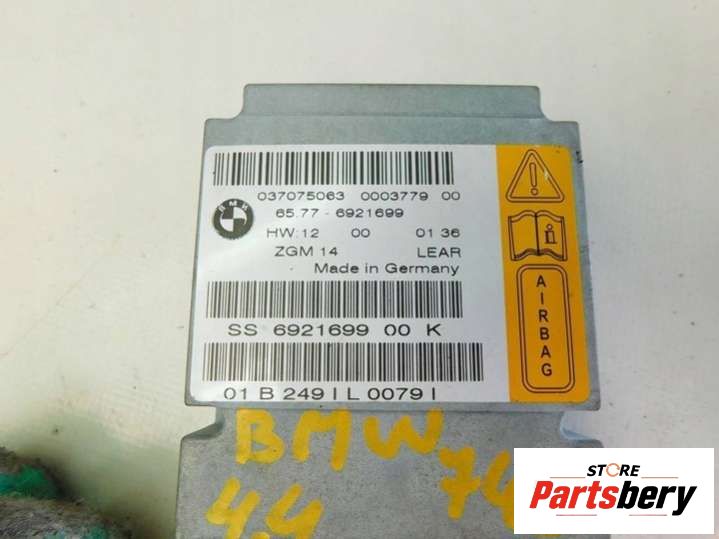 037075063 0003779 00
BMW
65.77 - 6921699
HW:12 00 01 36
ZGM 14 LEAR
Made in Germany
SS 6921699 00 K
01 B 249 I L 0079 I
AIRBAG
BMW
4.4
STORE
Partsbery